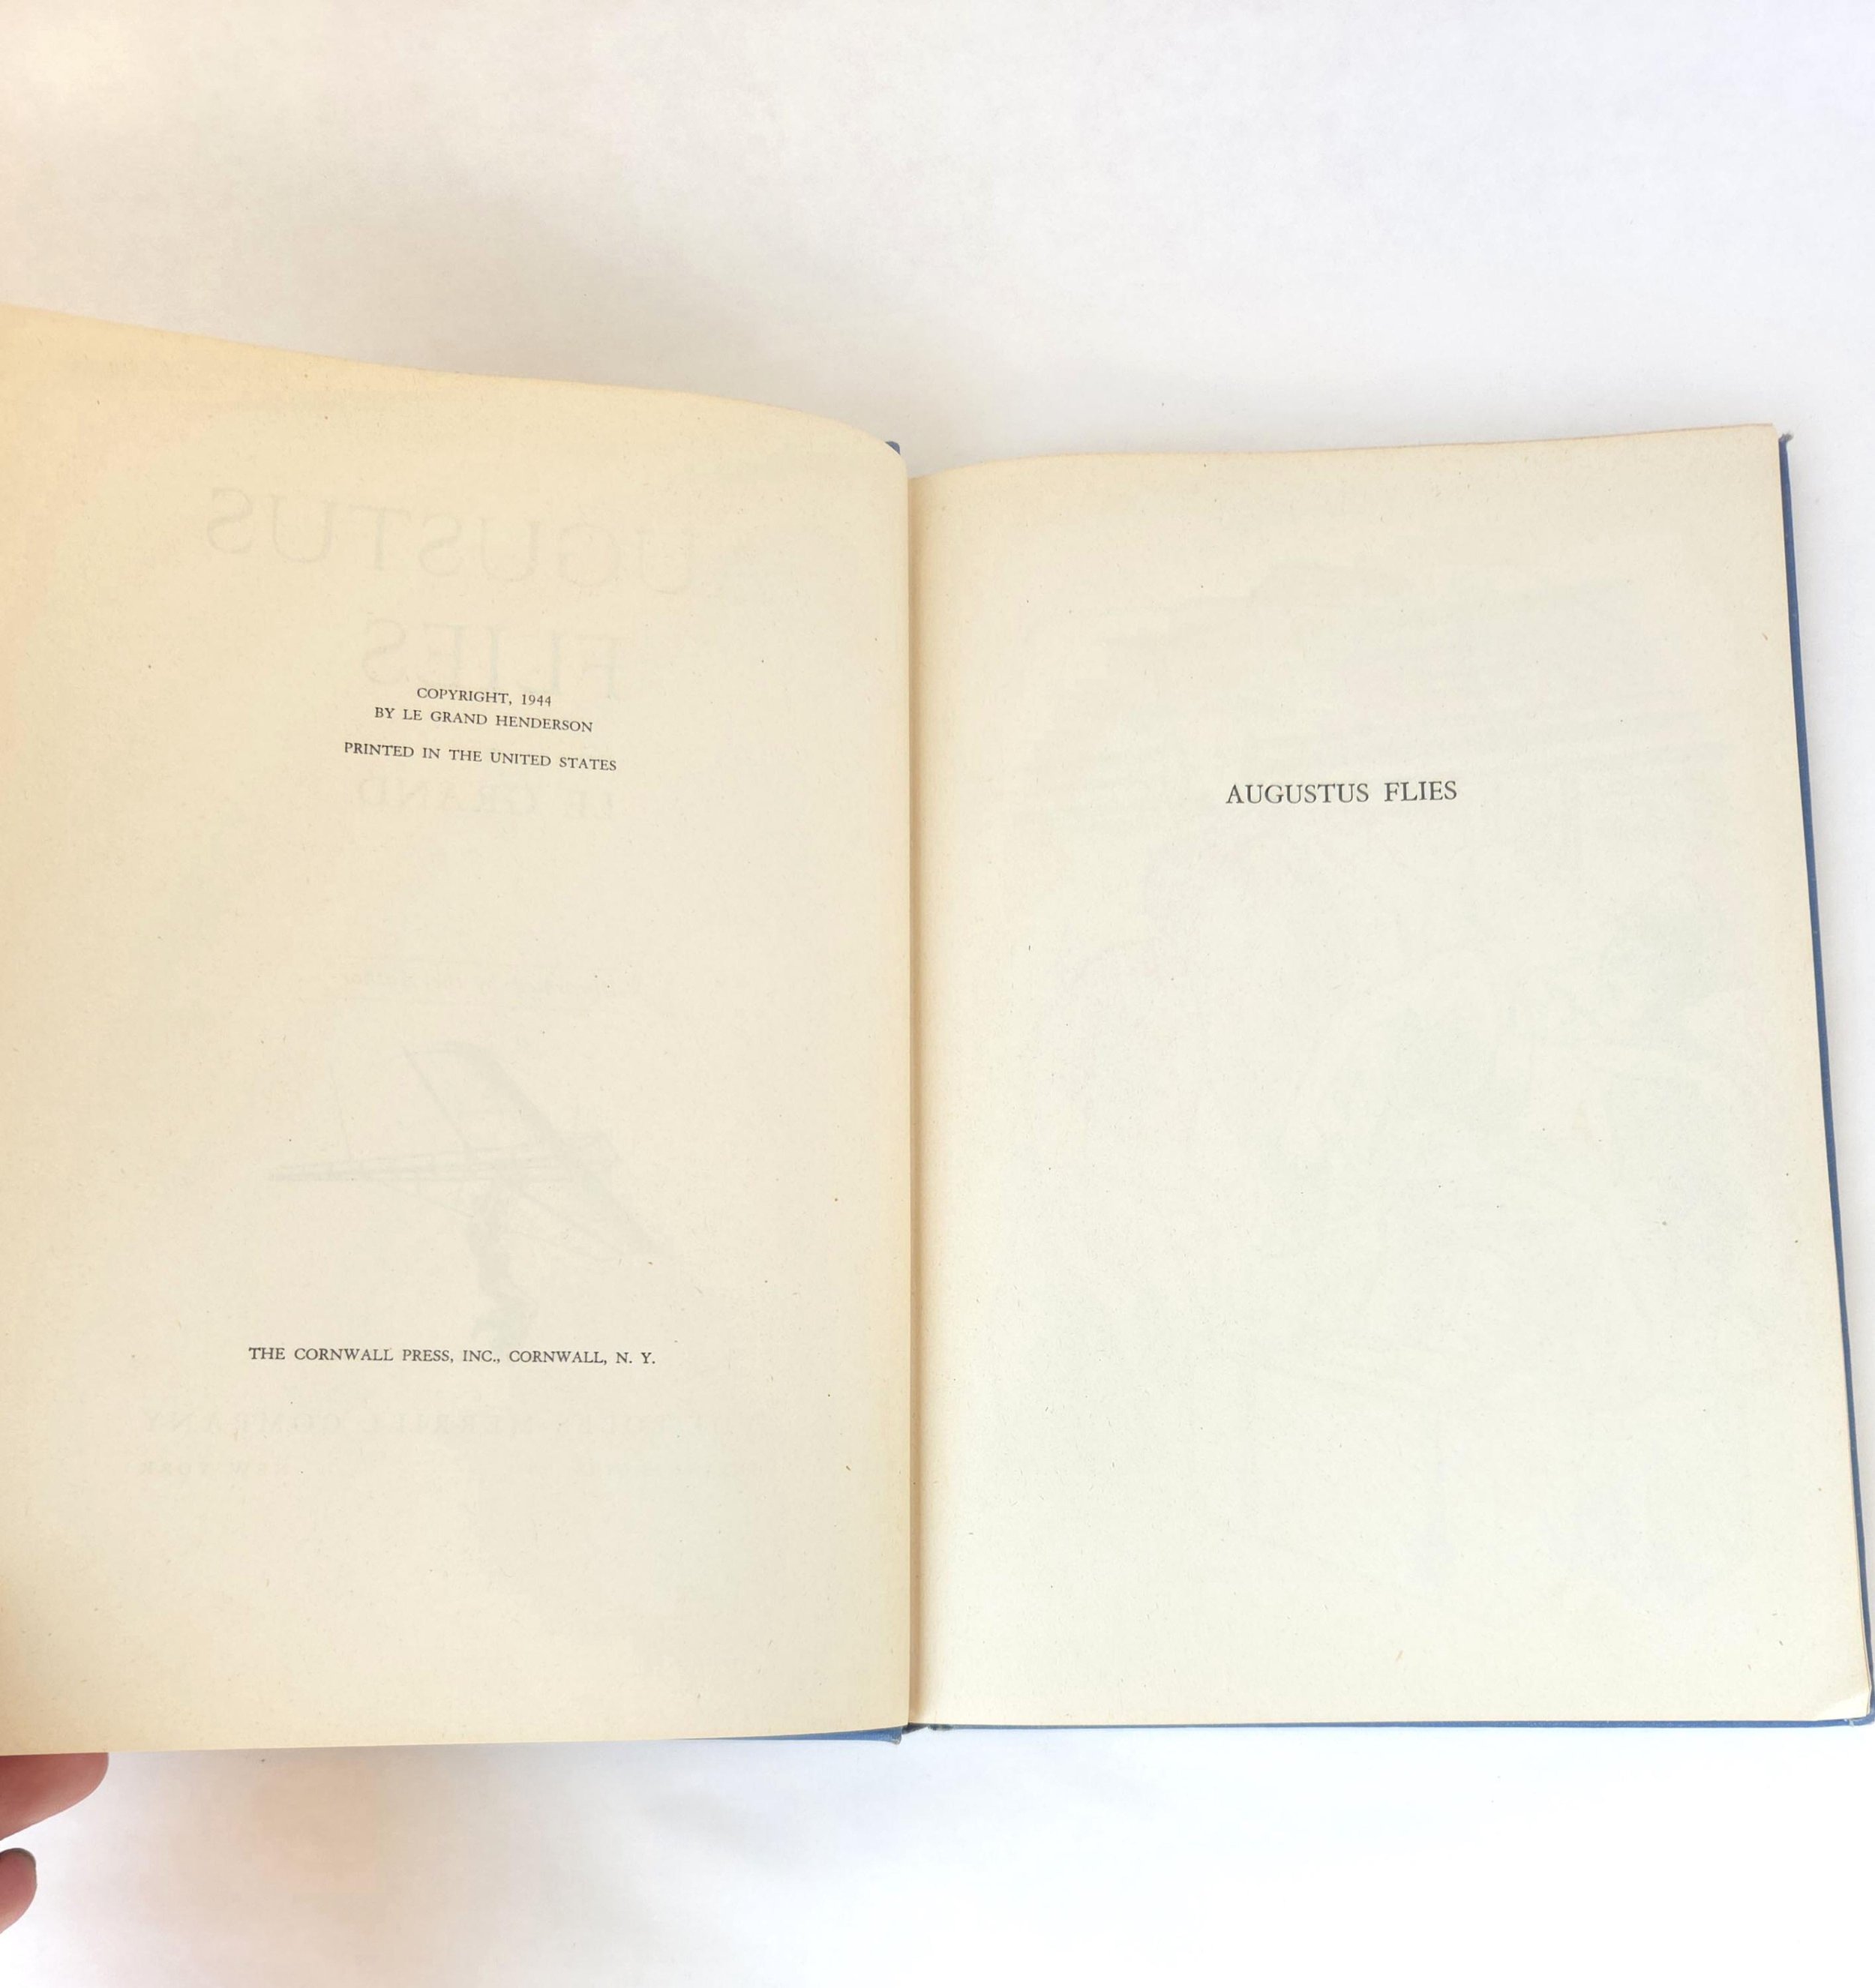 COPYRIGHT, 1944
BY LE GRAND HENDERSON
PRINTED IN THE UNITED STATES
THE CORNWALL PRESS, INC., CORNWALL, N. Y.
AUGUSTUS FLIES